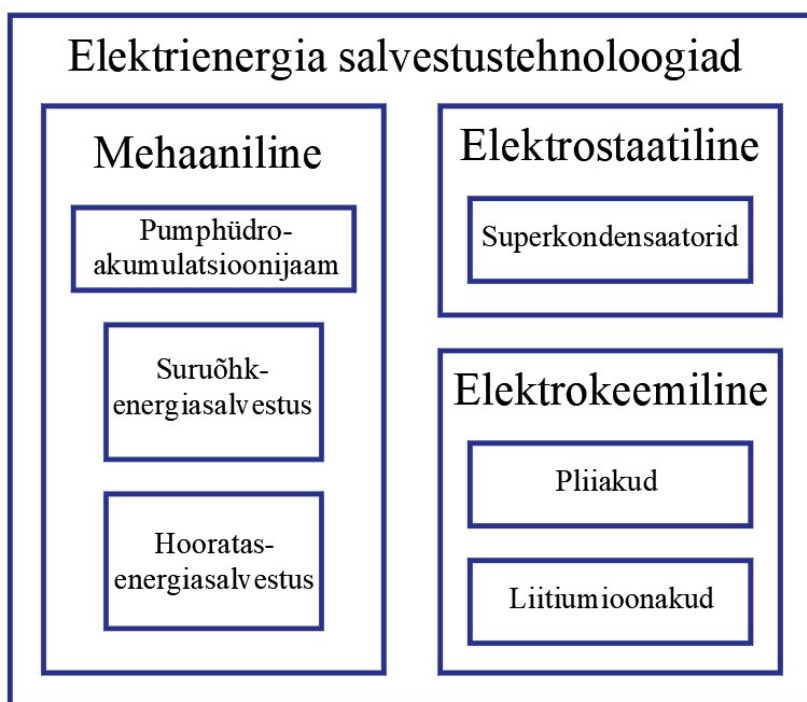 Elektrienergia salvestustehnoloogiad
Mehaaniline
Pumphüdro-
akumulatsioonijaam
Suruõhk-
energiasalvestus
Hooratas-
energiasalvestus
Elektrostaatiline
Superkondensaatorid
Elektrokeemiline
Pliiakud
Liitiumioonakud